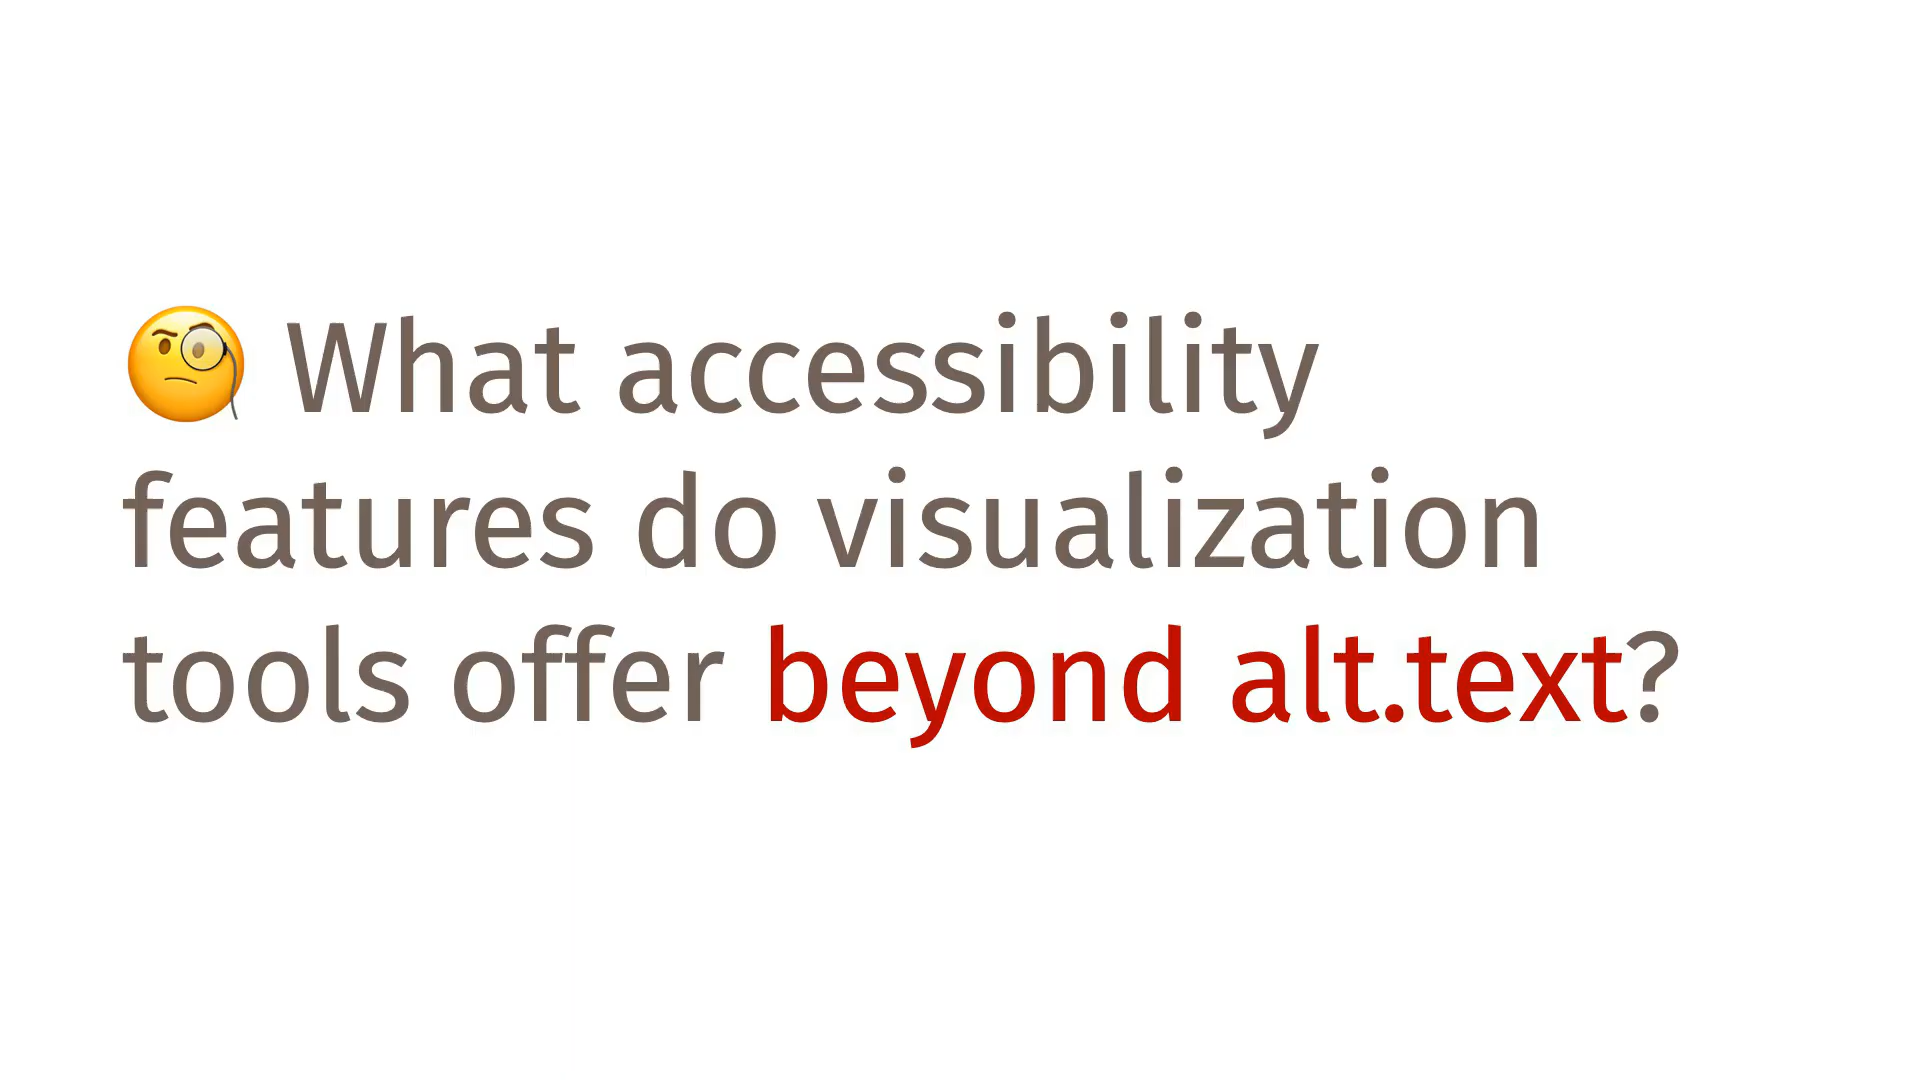 🧐 What accessibility
features do visualization
tools offer beyond alt.text?